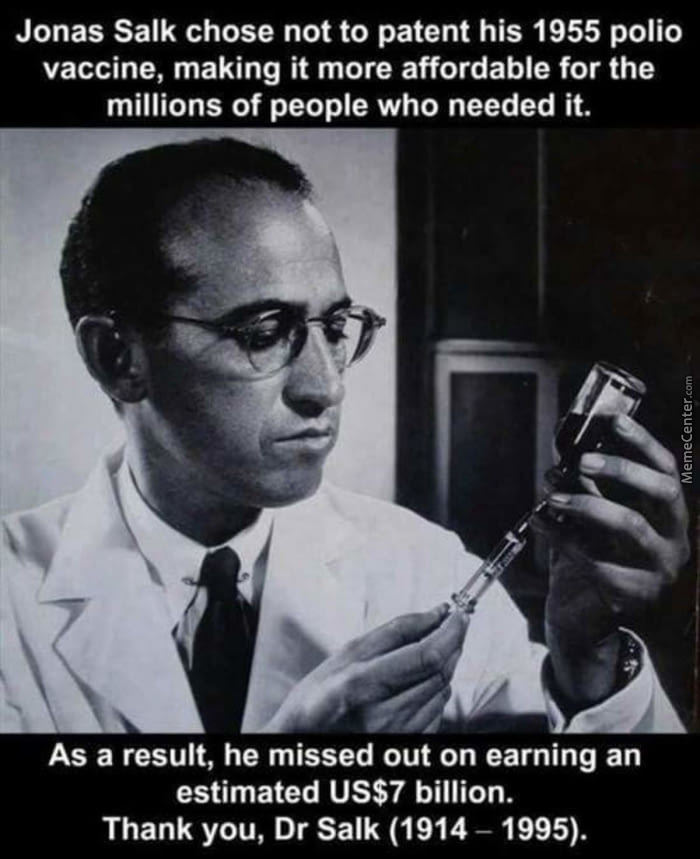 Jonas Salk chose not to patent his 1955 polio
vaccine, making it more affordable for the
millions of people who needed it.
MemeCenter.com
As a result, he missed out on earning an
estimated US$7 billion.
Thank you, Dr Salk (1914 – 1995).